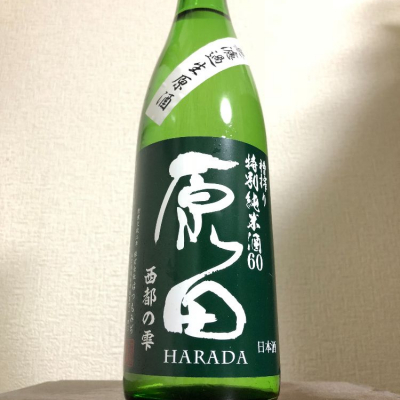 無濾過生原酒
槽搾り
特別純米酒60
原田
西都の雫
HARADA
日本酒